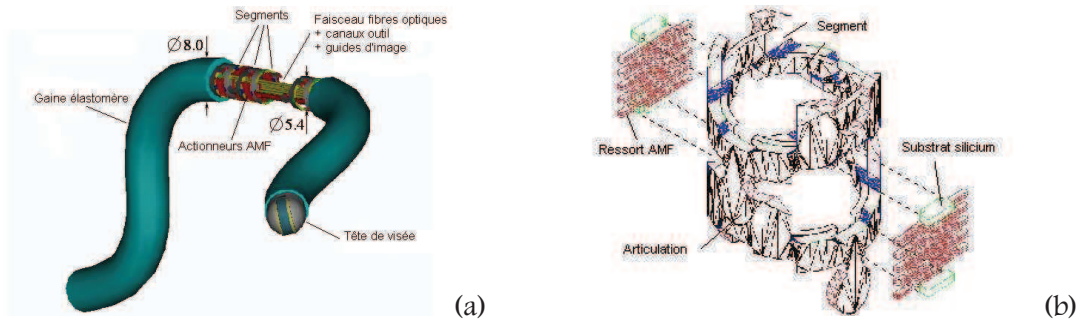 Segments
Faisceau fibres optiques
+ canaux outil
+ guides d'image
Ø8.0
Gaine élastomère
Ø5.4
Actionneurs AMF
Tête de visée
(a)
Segment
Ressort AMF
Substrat silicium
Articulation
(b)